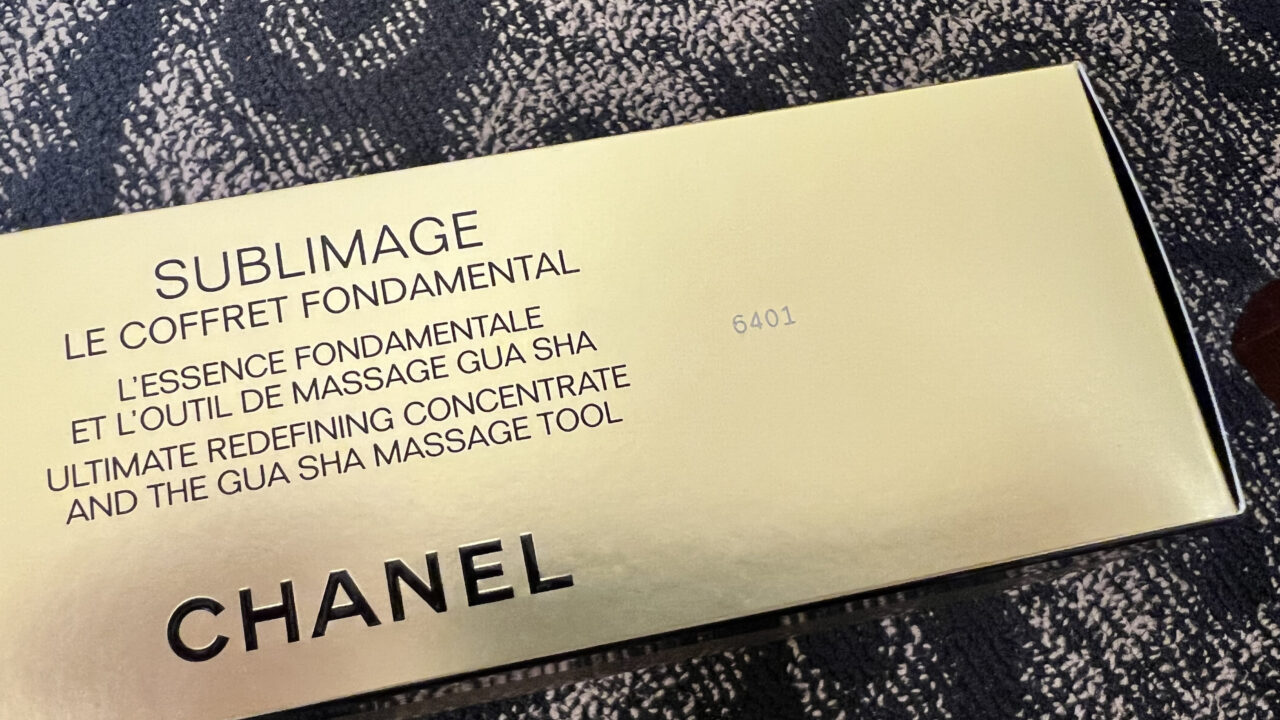 SUBLIMAGE
LE COFFRET FONDAMENTAL
L'ESSENCE FONDAMENTALE
ET L'OUTIL DE MASSAGE GUA SHA
ULTIMATE REDEFINING CONCENTRATE
AND THE GUA SHA MASSAGE TOOL
CHANEL
6401